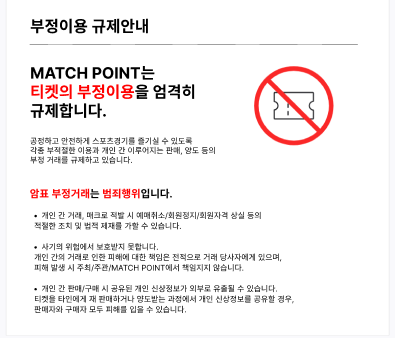 부정이용 규제안내
MATCH POINT는
티켓의 부정이용을 엄격히
규제합니다.
공정하고 안전하게 스포츠경기를 즐기실 수 있도록
각종 부적절한 이용과 개인 간 이루어지는 판매, 양도 등의
부정 거래를 규제하고 있습니다.
암표 부정거래는 범죄행위입니다.
• 개인 간 거래, 매크로 적발 시 예매취소/회원정지/회원자격 상실 등의
적절한 조치 및 법적 제재를 가할 수 있습니다.
• 사기의 위험에서 보호받지 못합니다.
개인 간의 거래로 인한 피해에 대한 책임은 전적으로 거래 당사자에게 있으며,
피해 발생 시 주최/주관/MATCH POINT에서 책임지지 않습니다.
• 개인 간 판매/구매 시 공유된 개인 신상정보가 외부로 유출될 수 있습니다.
티켓을 타인에게 재 판매하거나 양도받는 과정에서 개인 신상정보를 공유할 경우,
판매자와 구매자 모두 피해를 입을 수 있습니다.